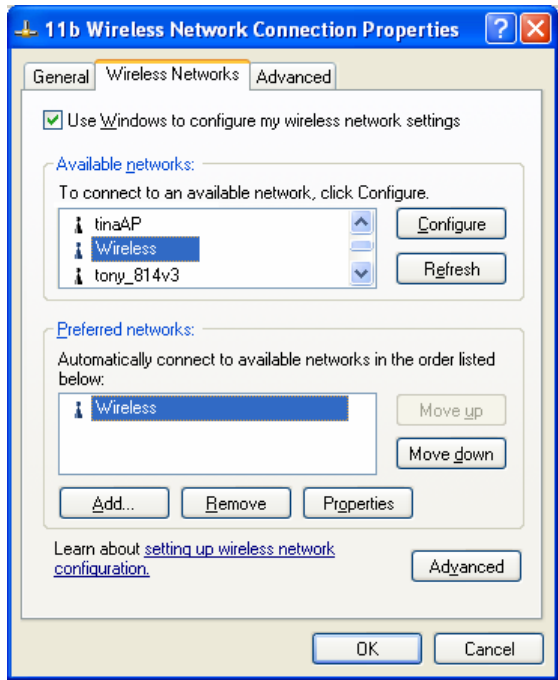 11b Wireless Network Connection Properties
General Wireless Networks Advanced
Use Windows to configure my wireless network settings
Available networks:
To connect to an available network, click Configure.
tinaAP
Wireless
tony_814v3
Configure
Refresh
Preferred networks:
Automatically connect to available networks in the order listed
below:
Wireless
Move up
Move down
Add... Remove Properties
Learn about setting up wireless network
configuration.
Advanced
OK Cancel